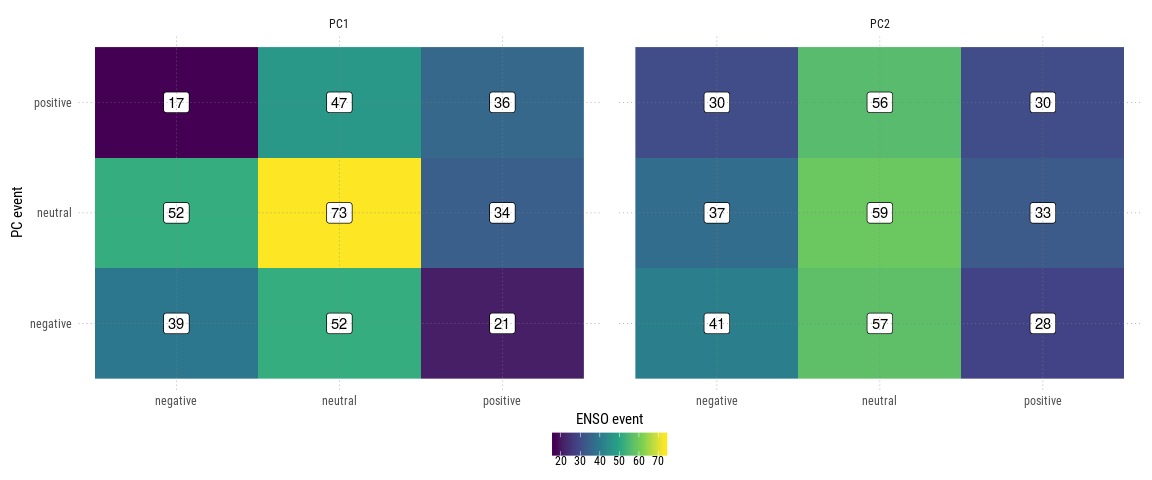 PC1 PC2
positive 17 47 36 30 56 30
neutral 52 73 34 37 59 33
negative 39 52 21 41 57 28
PC event
negative neutral positive negative neutral positive
ENSO event
20 30 40 50 60 70